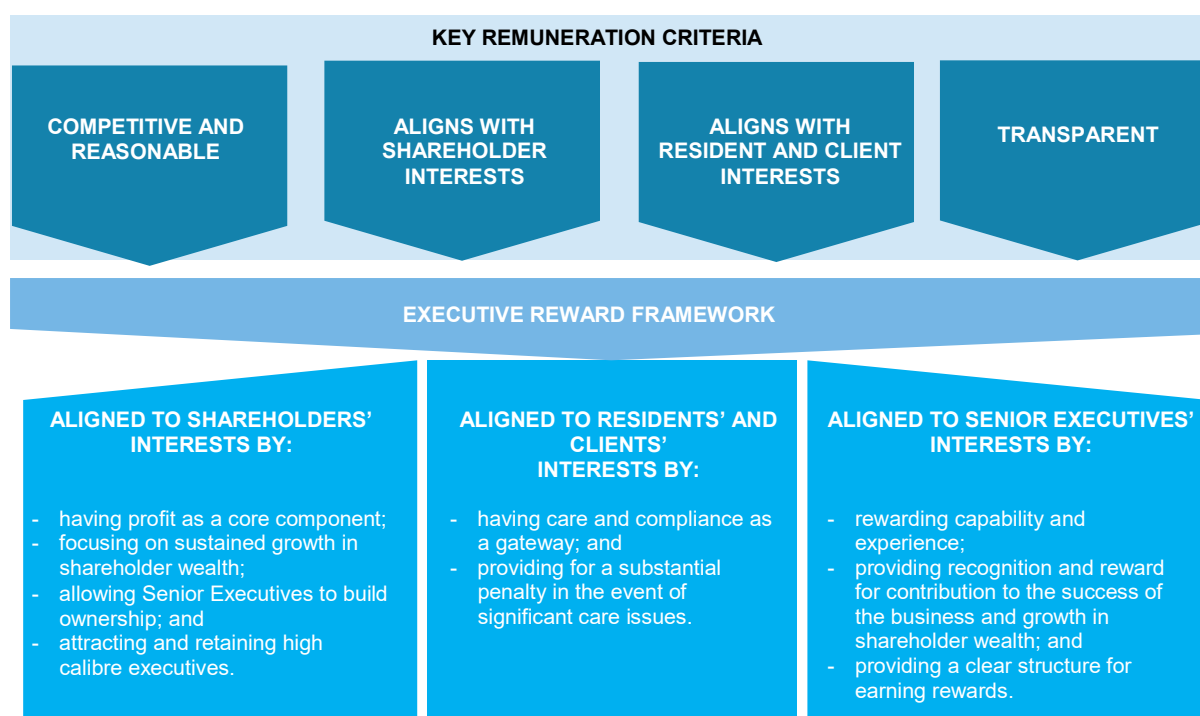 KEY REMUNERATION CRITERIA
COMPETITIVE AND
REASONABLE
ALIGNS WITH
SHAREHOLDER
INTERESTS
ALIGNS WITH
RESIDENT AND CLIENT
INTERESTS
TRANSPARENT
EXECUTIVE REWARD FRAMEWORK
ALIGNED TO SHAREHOLDERS’
INTERESTS BY:
- having profit as a core component;
- focusing on sustained growth in
shareholder wealth;
- allowing Senior Executives to build
ownership; and
- attracting and retaining high
calibre executives.
ALIGNED TO RESIDENTS’ AND
CLIENTS’
INTERESTS BY:
- having care and compliance as
a gateway; and
- providing for a substantial
penalty in the event of
significant care issues.
ALIGNED TO SENIOR EXECUTIVES’
INTERESTS BY:
- rewarding capability and
experience;
- providing recognition and reward
for contribution to the success of
the business and growth in
shareholder wealth; and
- providing a clear structure for
earning rewards.